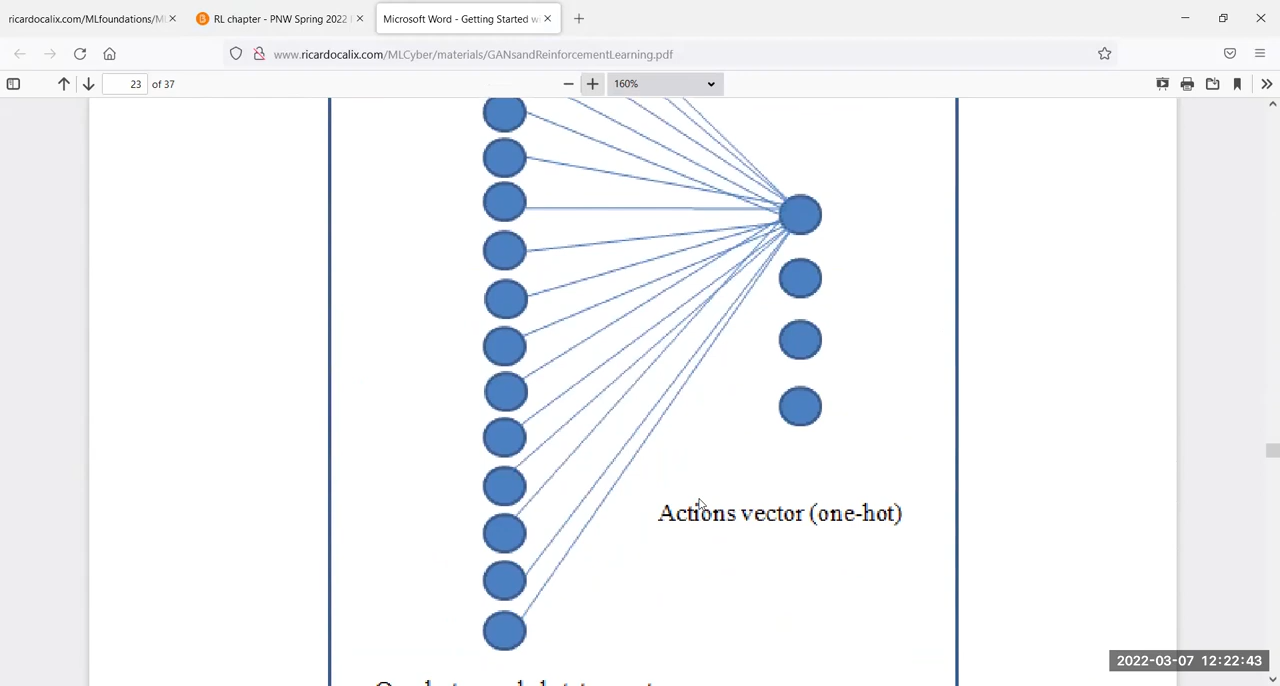 ricardocalix.com/MLfoundations/ML
RL chapter - PNW Spring 2022
Microsoft Word - Getting Started w
www.ricardocalix.com/MLCyber/materials/GANsandReinforcementLearning.pdf
23 of 37
160%
Actions vector (one-hot)
2022-03-07 12:22:43